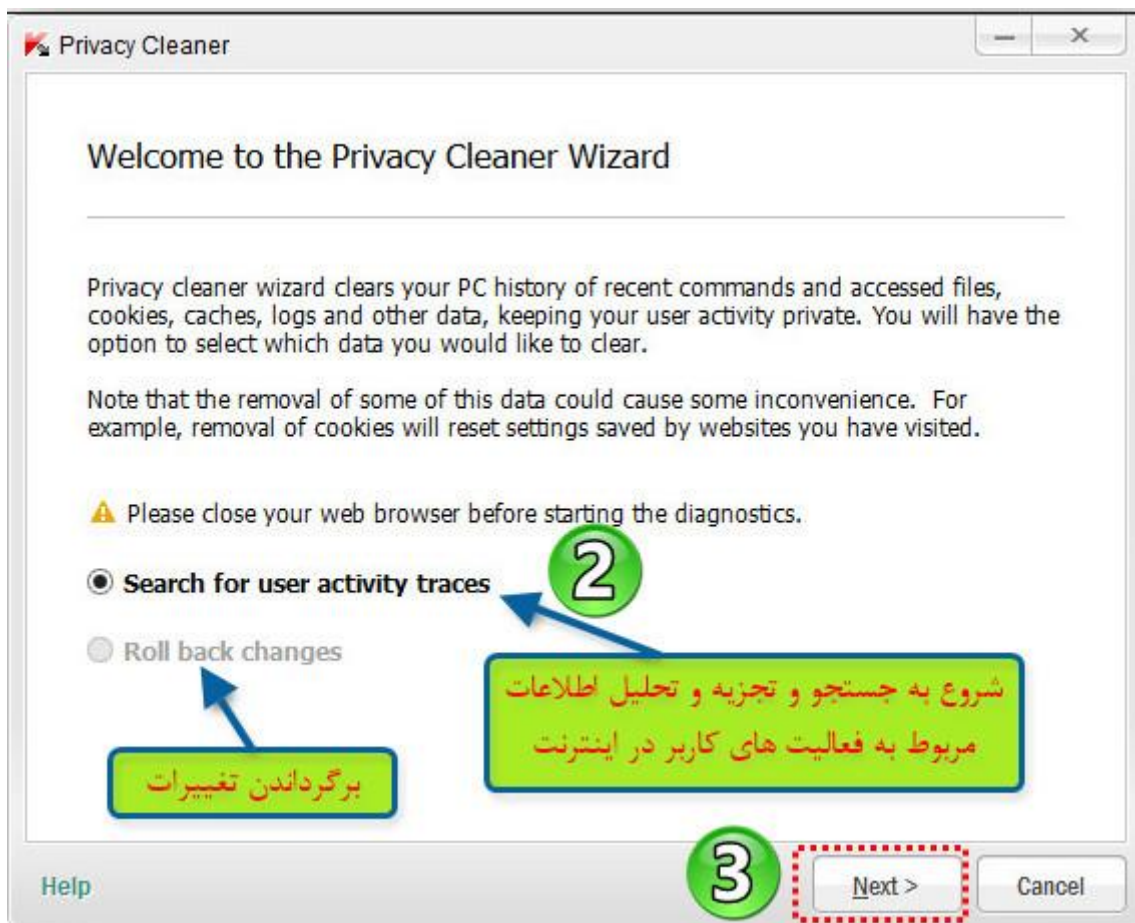 Privacy Cleaner
Welcome to the Privacy Cleaner Wizard
Privacy cleaner wizard clears your PC history of recent commands and accessed files,
cookies, caches, logs and other data, keeping your user activity private. You will have the
option to select which data you would like to clear.
Note that the removal of some of this data could cause some inconvenience. For
example, removal of cookies will reset settings saved by websites you have visited.
Please close your web browser before starting the diagnostics.
2
Search for user activity traces
Roll back changes
شروع به جستجو و تجزیه و تحلیل اطلاعات
مربوط به فعالیت های کاربر در اینترنت
برگرداندن تغییرات
Help
3
Next >
Cancel